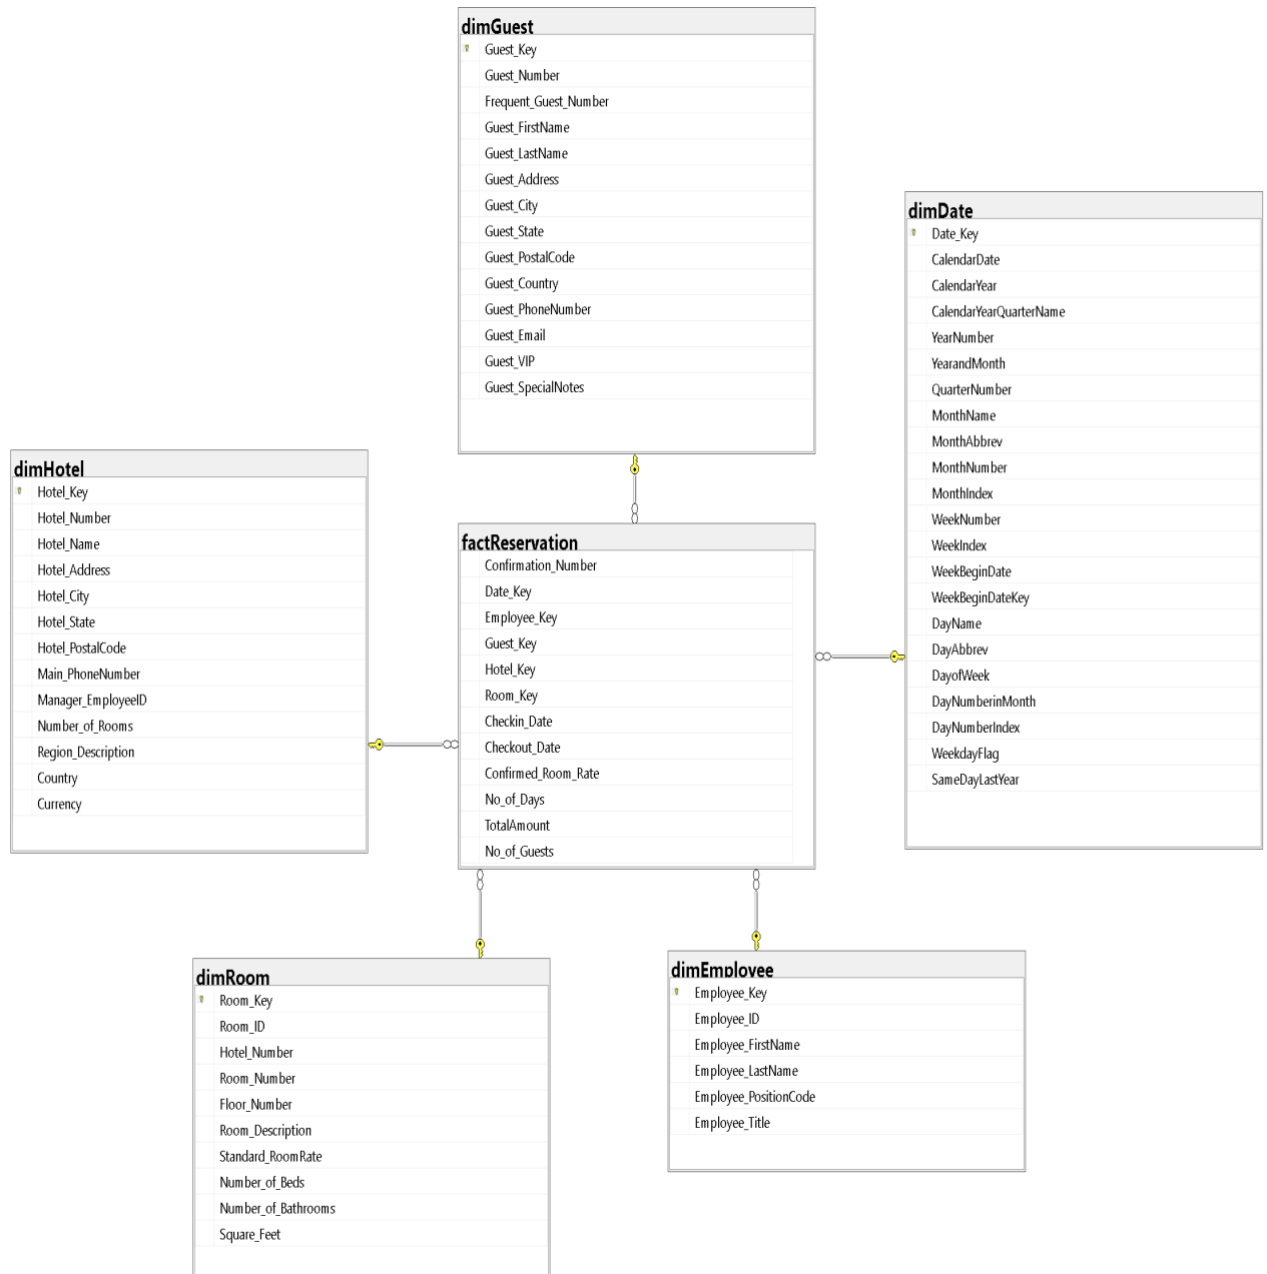 dimGuest
Guest_Key
Guest_Number
Frequent_Guest_Number
Guest_FirstName
Guest_LastName
Guest_Address
Guest_City
Guest_State
Guest_PostalCode
Guest_Country
Guest_PhoneNumber
Guest_Email
Guest_VIP
Guest_SpecialNotes
dimDate
Date_Key
CalendarDate
CalendarYear
CalendarYearQuarterName
YearNumber
YearandMonth
QuarterNumber
MonthName
MonthAbbrev
MonthNumber
MonthIndex
WeekNumber
WeekIndex
WeekBeginDate
WeekBeginDateKey
DayName
DayAbbrev
DayofWeek
DayNumberinMonth
DayNumberIndex
WeekdayFlag
SameDayLastYear
dimHotel
Hotel_Key
Hotel_Number
Hotel_Name
Hotel_Address
Hotel_City
Hotel_State
Hotel_PostalCode
Main_PhoneNumber
Manager_EmployeeID
Number_of_Rooms
Region_Description
Country
Currency
factReservation
Confirmation_Number
Date_Key
Employee_Key
Guest_Key
Hotel_Key
Room_Key
Checkin_Date
Checkout_Date
Confirmed_Room_Rate
No_of_Days
TotalAmount
No_of_Guests
dimRoom
Room_Key
Room_ID
Hotel_Number
Room_Number
Floor_Number
Room_Description
Standard_RoomRate
Number_of_Beds
Number_of_Bathrooms
Square_Feet
dimEmployee
Employee_Key
Employee_ID
Employee_FirstName
Employee_LastName
Employee_PositionCode
Employee_Title